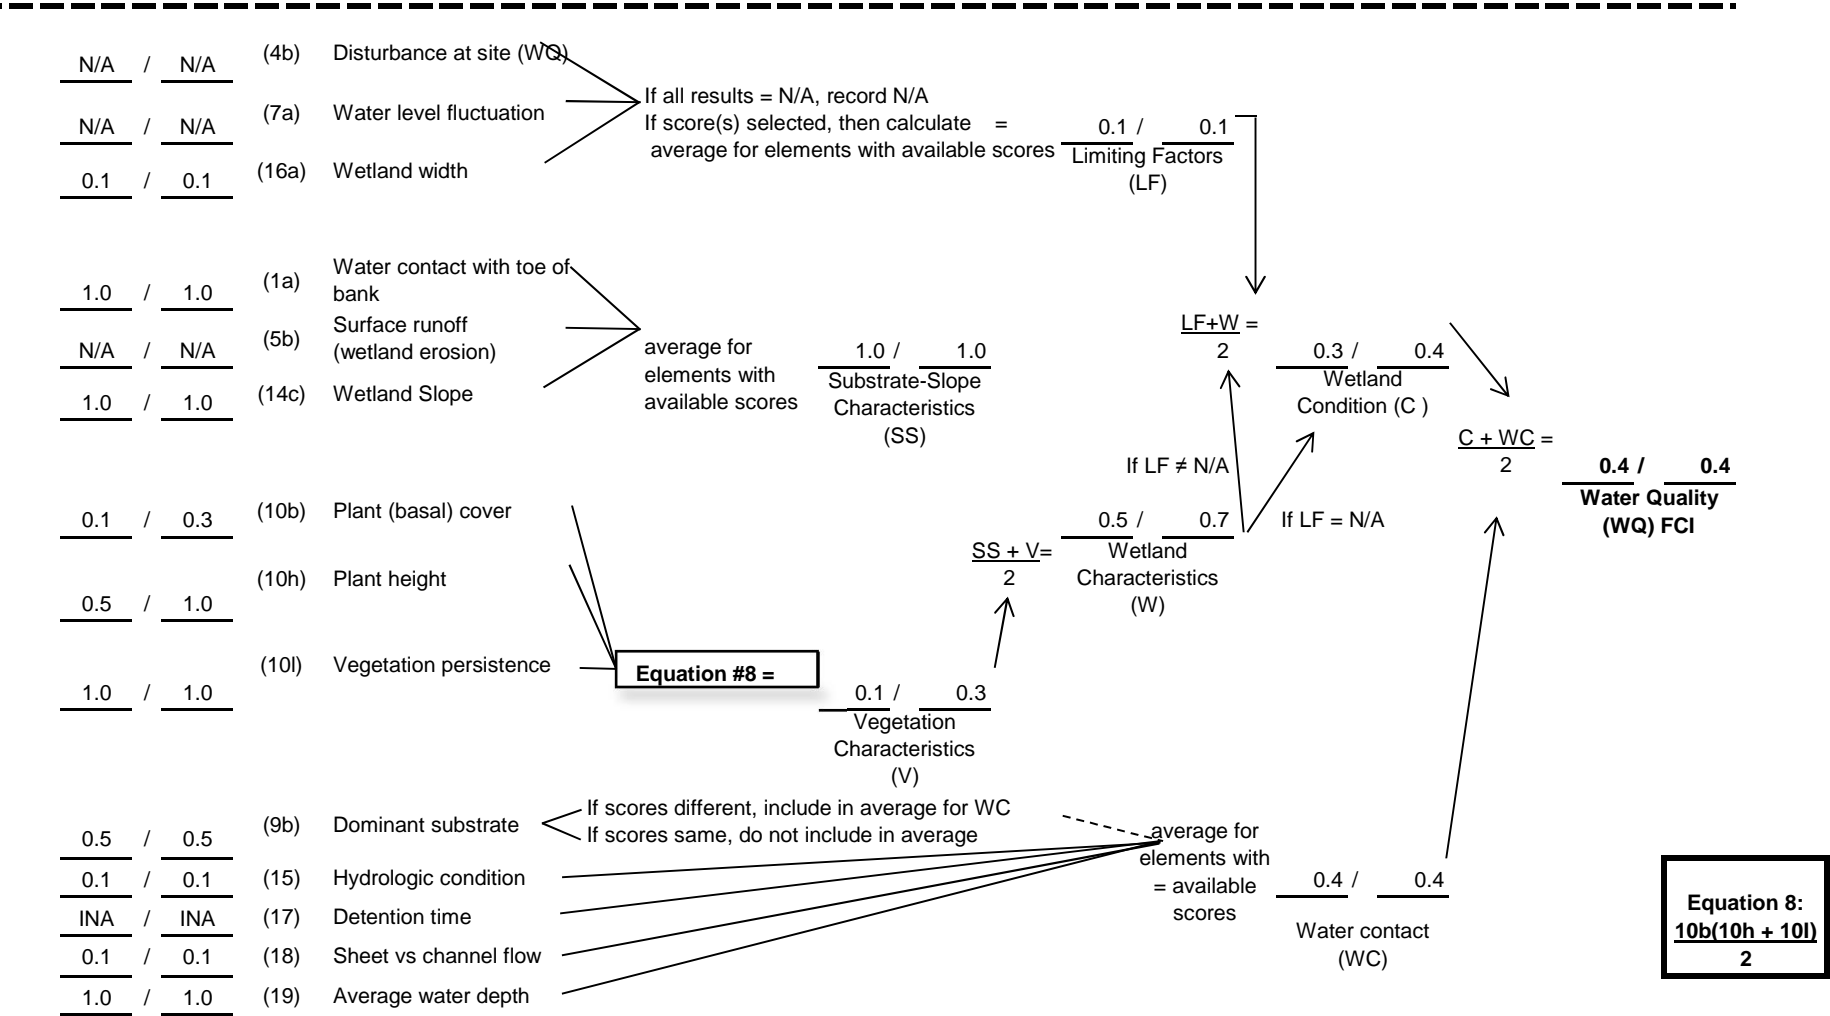 N/A / N/A (4b) Disturbance at site (WQ)
N/A / N/A (7a) Water level fluctuation
0.1 / 0.1 (16a) Wetland width
If all results = N/A, record N/A
If score(s) selected, then calculate =
average for elements with available scores
0.1 / 0.1
Limiting Factors
(LF)
1.0 / 1.0 (1a) Water contact with toe of
bank
N/A / N/A (5b) Surface runoff
(wetland erosion)
1.0 / 1.0 (14c) Wetland Slope
average for
elements with
available scores
1.0 / 1.0
Substrate-Slope
Characteristics
(SS)
LF+W =
2
0.3 / 0.4
Wetland
Condition (C )
C + WC =
2
0.4 / 0.4
Water Quality
(WQ) FCI
If LF ≠ N/A
If LF = N/A
0.1 / 0.3 (10b) Plant (basal) cover
0.5 / 1.0 (10h) Plant height
1.0 / 1.0 (10l) Vegetation persistence
SS + V=
2
0.5 / 0.7
Wetland
Characteristics
(W)
Equation #8 =
0.1 / 0.3
Vegetation
Characteristics
(V)
0.5 / 0.5 (9b) Dominant substrate
If scores different, include in average for WC
If scores same, do not include in average
0.1 / 0.1 (15) Hydrologic condition
INA / INA (17) Detention time
0.1 / 0.1 (18) Sheet vs channel flow
1.0 / 1.0 (19) Average water depth
average for
elements with
= available
scores
0.4 / 0.4
Water contact
(WC)
Equation 8:
10b(10h + 10l)
2